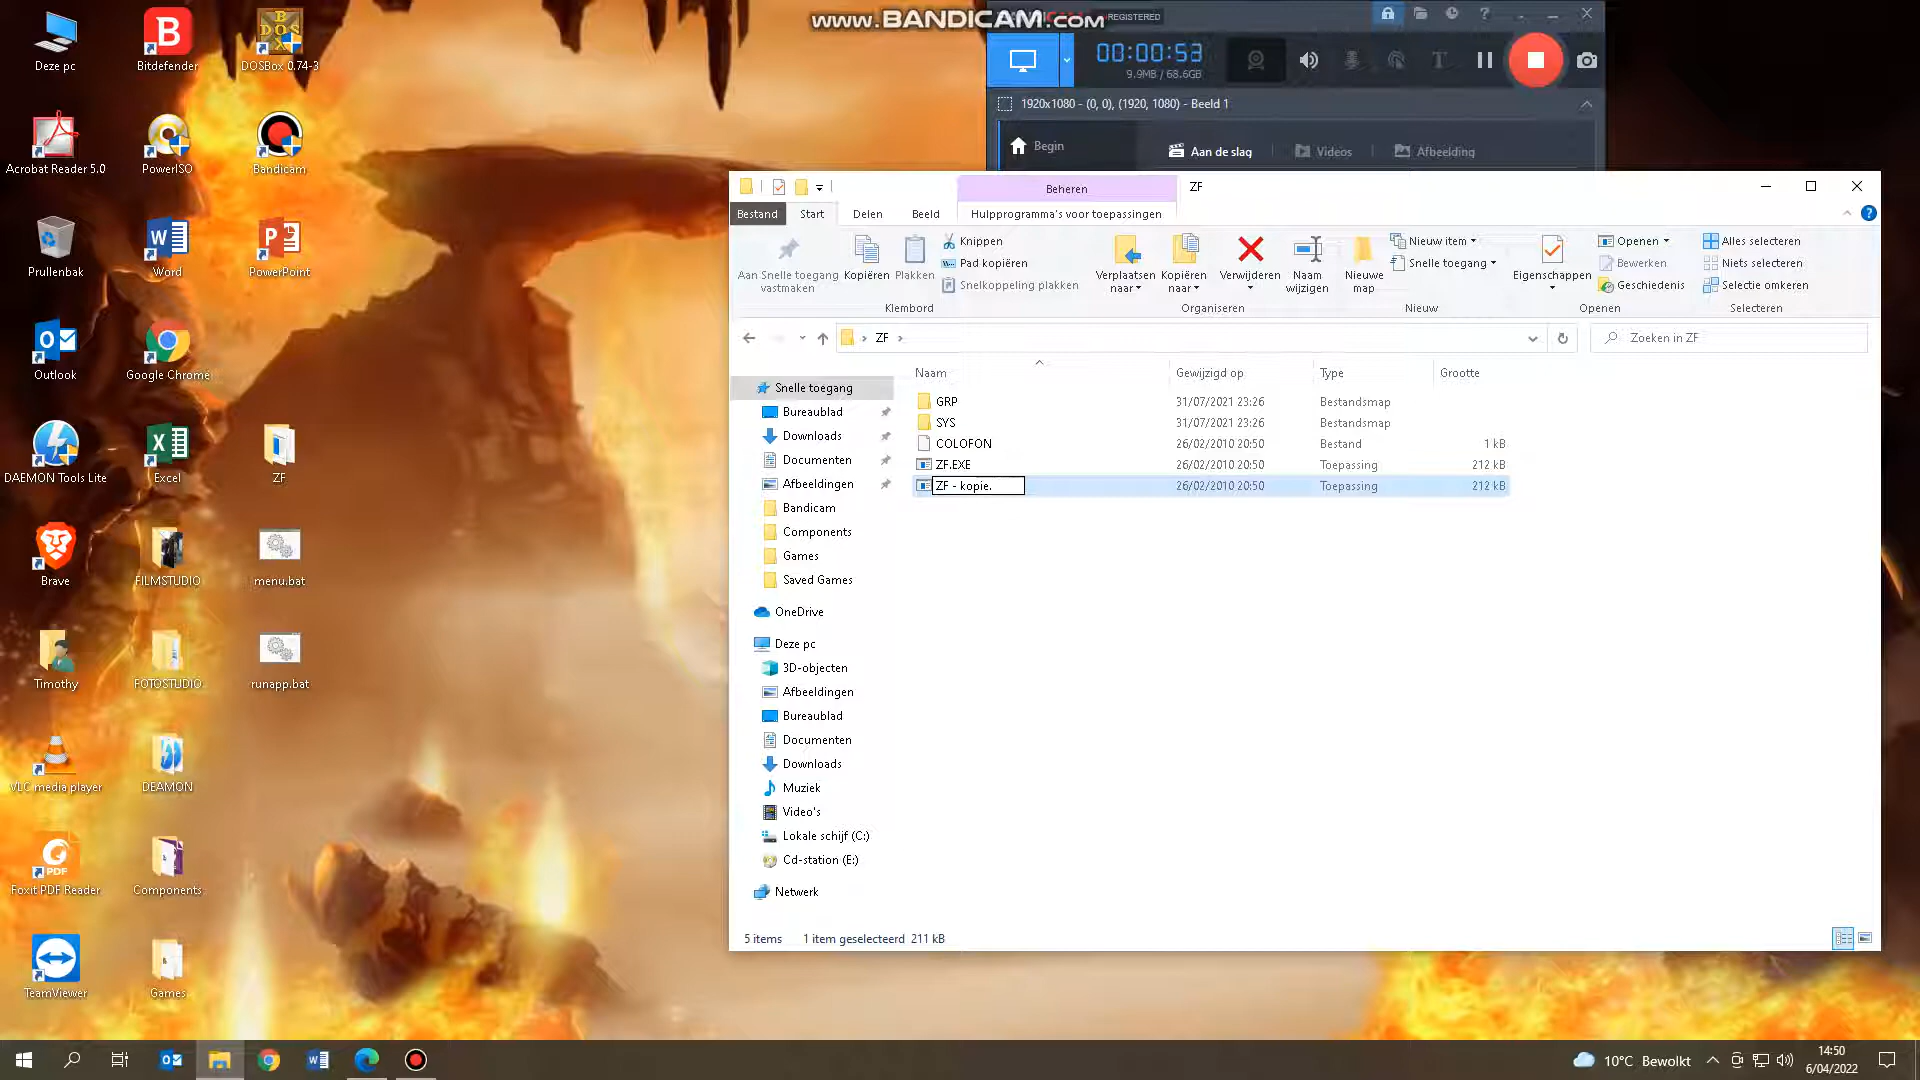 www.BANDICAM.com
REGISTERED
00:00:53
9.9MB / 68.6GB
1920x1080 - (0, 0), (1920, 1080) - Beeld 1
Begin
Aan de slag
Videos
Afbeelding
Deze pc
Bitdefender
DOSBox 0.74-3
Acrobat Reader 5.0
PowerISO
Bandicam
Prullenbak
Word
PowerPoint
Outlook
Google Chrome
DAEMON Tools Lite
Excel
ZF
Brave
FILMSTUDIO
menu.bat
Timothy
FOTOSTUDIO
runapp.bat
VLC media player
DEAMON
Foxit PDF Reader
Components
TeamViewer
Games
Beheren
ZF
Bestand
Start
Delen
Beeld
Hulpprogramma's voor toepassingen
Aan Snelle toegang
vastmaken
Kopiëren
Plakken
Knippen
Pad kopiëren
Snelkoppeling plakken
Klembord
Verplaatsen
naar
Kopiëren
naar
Verwijderen
Naam
wijzigen
Organiseren
Nieuwe
map
Nieuw item
Snelle toegang
Nieuw
Eigenschappen
Openen
Bewerken
Geschiedenis
Openen
Alles selecteren
Niets selecteren
Selectie omkeren
Selecteren
ZF
Zoeken in ZF
Naam
Gewijzigd op
Type
Grootte
GRP 31/07/2021 23:26 Bestandsmap
SYS 31/07/2021 23:26 Bestandsmap
COLOFON 26/02/2010 20:50 Bestand 1 kB
ZF.EXE 26/02/2010 20:50 Toepassing 212 kB
ZF - kopie. 26/02/2010 20:50 Toepassing 212 kB
Snelle toegang
Bureaublad
Downloads
Documenten
Afbeeldingen
Bandicam
Components
Games
Saved Games
OneDrive
Deze pc
3D-objecten
Afbeeldingen
Bureaublad
Documenten
Downloads
Muziek
Video's
Lokale schijf (C:)
Cd-station (E:)
Netwerk
5 items
1 item geselecteerd 211 kB
10°C Bewolkt
14:50
6/04/2022